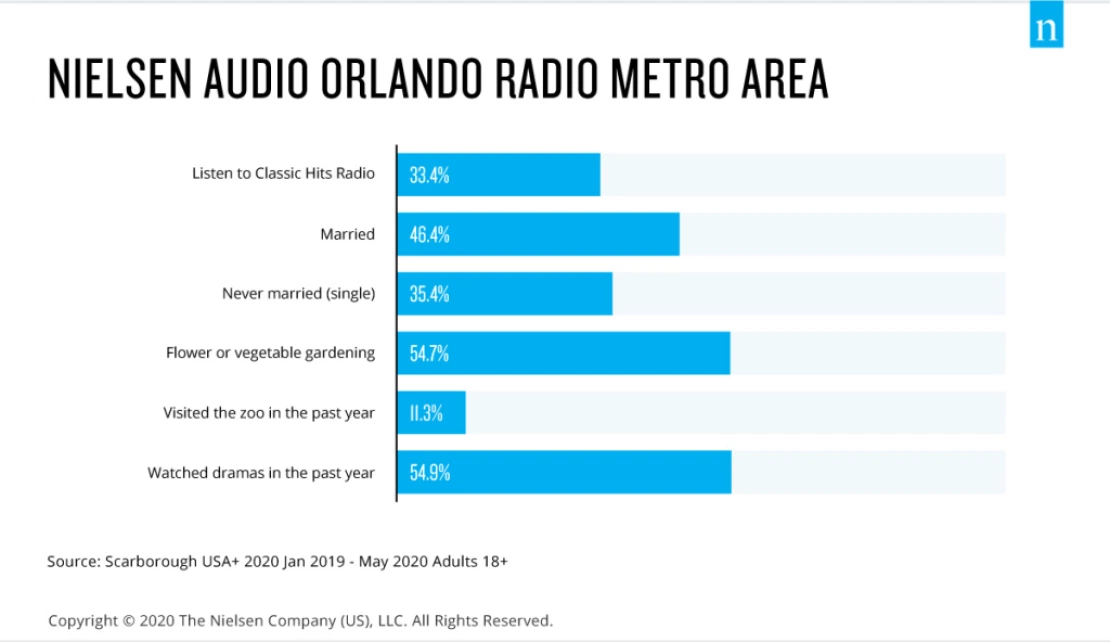 n
NIELSEN AUDIO ORLANDO RADIO METRO AREA
Listen to Classic Hits Radio 33.4%
Married 46.4%
Never married (single) 35.4%
Flower or vegetable gardening 54.7%
Visited the zoo in the past year 11.3%
Watched dramas in the past year 54.9%
Source: Scarborough USA+ 2020 Jan 2019 - May 2020 Adults 18+
Copyright © 2020 The Nielsen Company (US), LLC. All Rights Reserved.